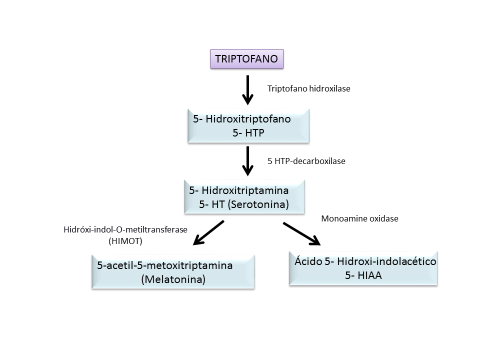 TRIPTOFANO
Triptofano hidroxilase
5- Hidroxitriptofano
5- HTP
5 HTP-decarboxilase
5- Hidroxitriptamina
5- HT (Serotonina)
Hidróxi-indol-O-metiltransferase
(HIMOT)
Monoamine oxidase
5-acetil-5-metoxitriptamina
(Melatonina)
Ácido 5- Hidroxi-indolacético
5- HIAA